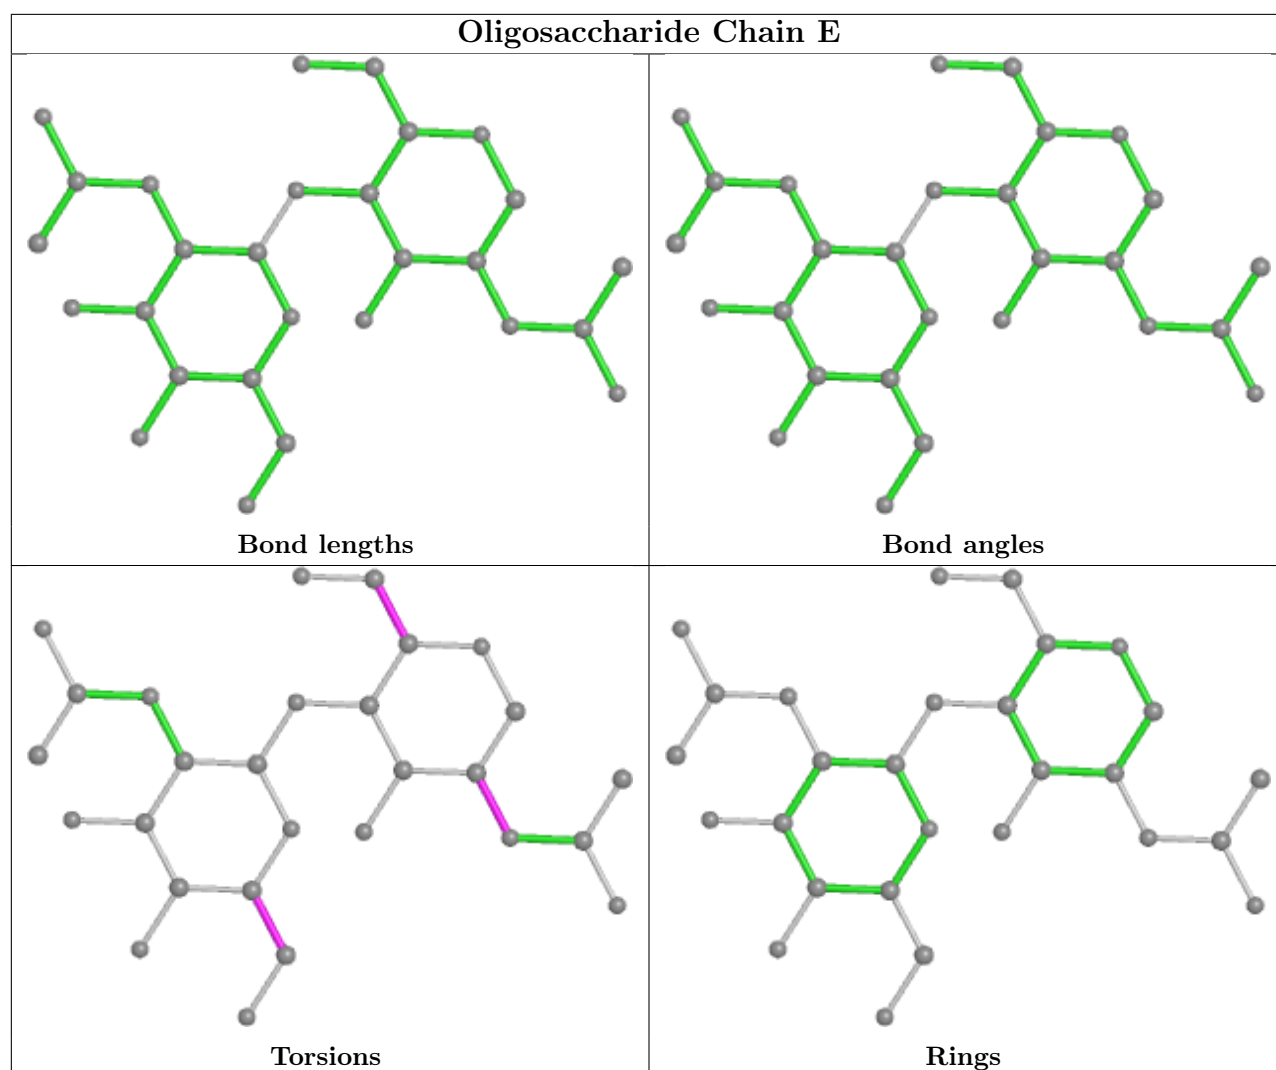 Oligosaccharide Chain E
Bond lengths
Bond angles
Torsions
Rings